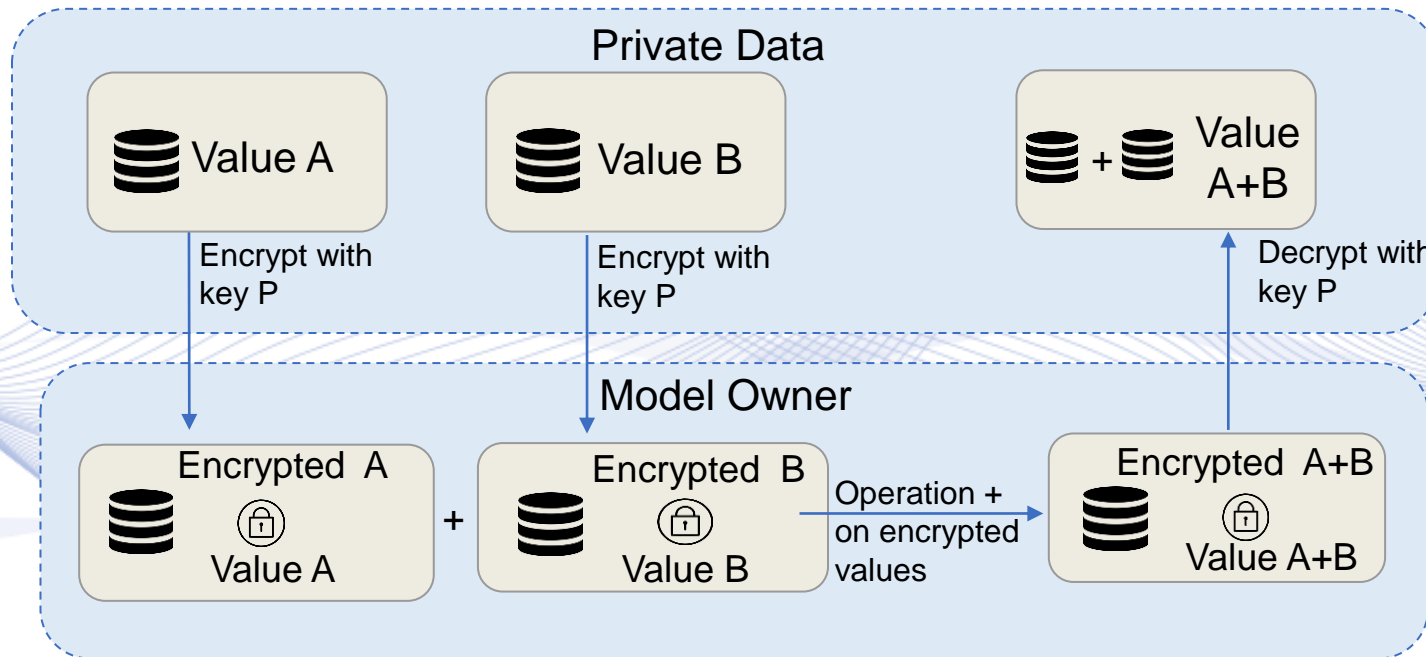 Private Data
Value A
Value B
+
Value
A+B
Encrypt with
key P
Encrypt with
key P
Decrypt with
key P
Model Owner
Encrypted A
Value A
+
Encrypted B
Value B
Operation +
on encrypted
values
Encrypted A+B
Value A+B